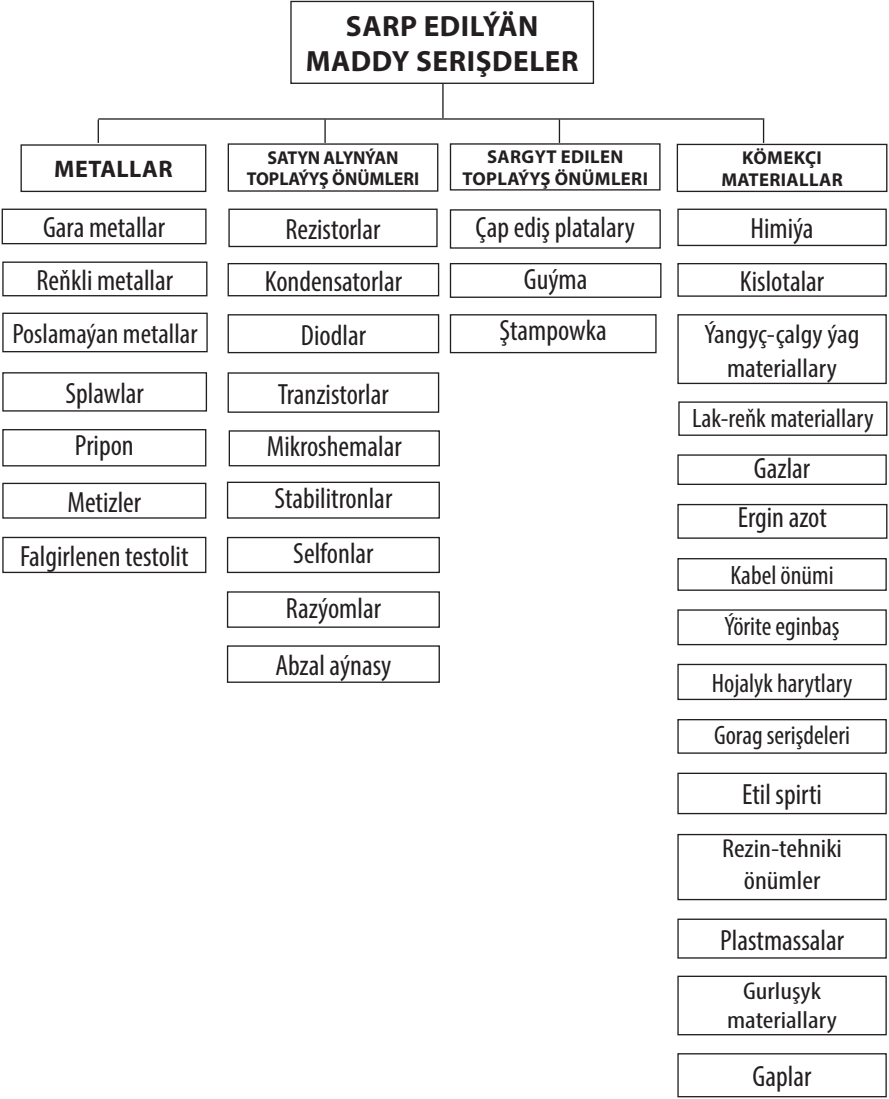 SARP EDILÝÄN
MADDY SERIŞDELER
METALLAR
Gara metallar
Reňkli metallar
Poslamaýan metallar
Splawlar
Pripon
Metizler
Falgirlenen testolit
SATYN ALYNÝAN
TOPLAÝYŞ ÖNÜMLERI
Rezistorlar
Kondensatorlar
Diodlar
Tranzistorlar
Mikroshemalar
Stabilitronlar
Selfonlar
Razýomlar
Abzal aýnasy
SARGYT EDILEN
TOPLAÝYŞ ÖNÜMLERI
Çap ediş platalary
Guýma
Ştampowka
KÖMEKÇI
MATERIALLAR
Himiýa
Kislotalar
Ýangyç-çalgy ýag
materiallary
Lak-reňk materiallary
Gazlar
Ergin azot
Kabel önümi
Ýörite eginbaş
Hojalyk harytlary
Gorag serişdeleri
Etil spirti
Rezin-tehniki
önümler
Plastmassalar
Gurluşyk
materiallary
Gaplar